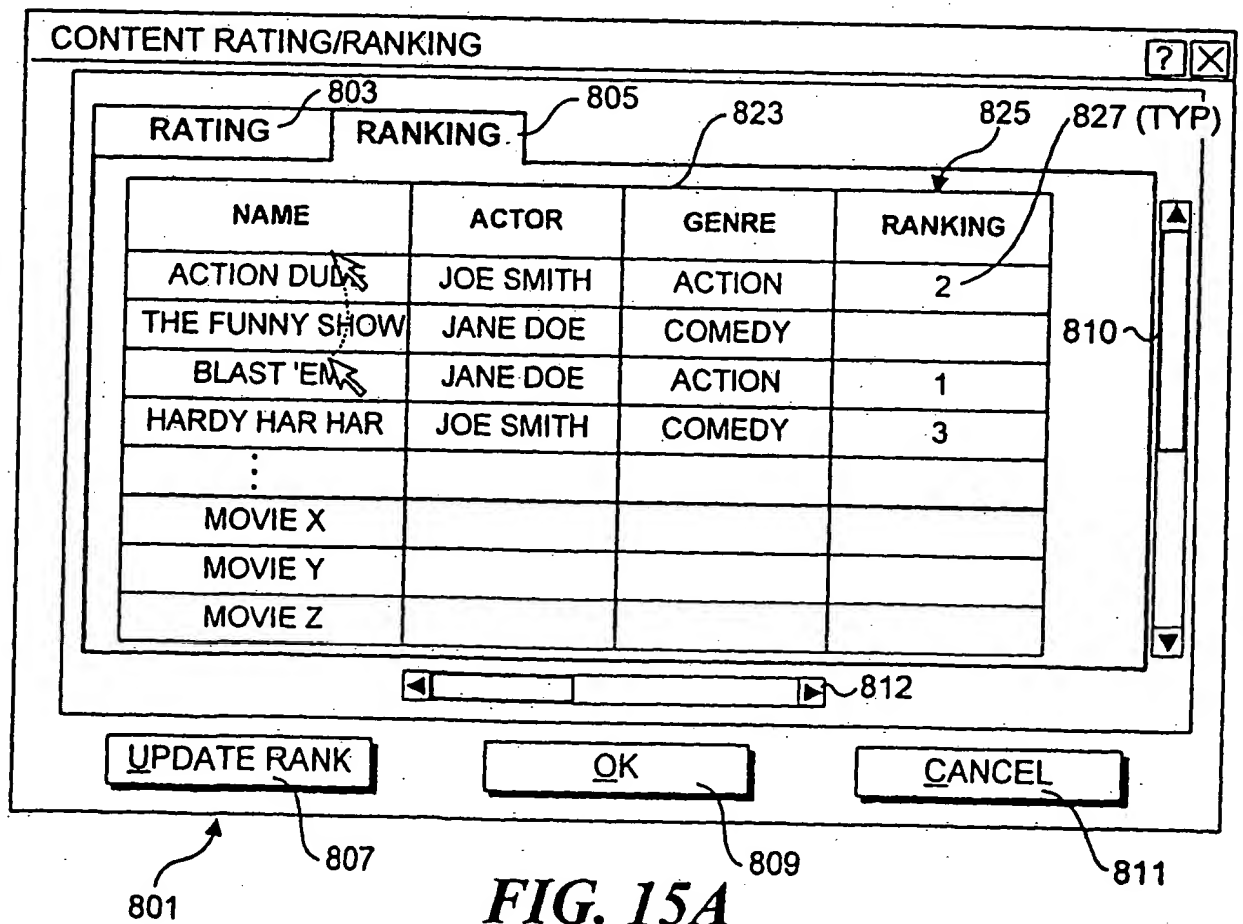 CONTENT RATING/RANKING ? X
803 805 823 825 827 (TYP)
RATING RANKING
NAME ACTOR GENRE RANKING
ACTION DUDE JOE SMITH ACTION 2
THE FUNNY SHOW JANE DOE COMEDY
BLAST 'EM JANE DOE ACTION 1
HARDY HAR HAR JOE SMITH COMEDY 3
⋮
MOVIE X
MOVIE Y
MOVIE Z
810
812
UPDATE RANK OK CANCEL
807 809 811
801
FIG. 15A